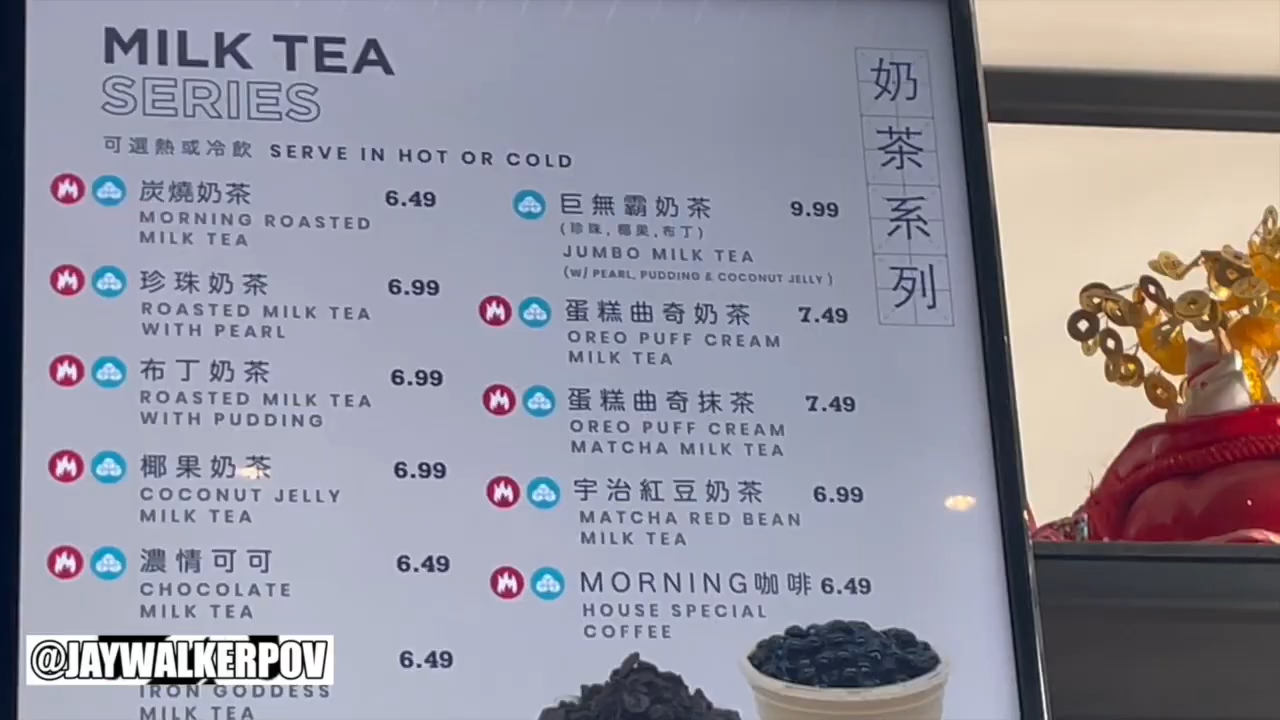 MILK TEA
SERIES
可選熱或冷飲 SERVE IN HOT OR COLD
炭燒奶茶 6.49
MORNING ROASTED
MILK TEA
珍珠奶茶 6.99
ROASTED MILK TEA
WITH PEARL
布丁奶茶 6.99
ROASTED MILK TEA
WITH PUDDING
椰果奶茶 6.99
COCONUT JELLY
MILK TEA
濃情可可 6.49
CHOCOLATE
MILK TEA
6.49
IRON GODDESS
MILK TEA
巨無霸奶茶 9.99
(珍珠,椰果,布丁)
JUMBO MILK TEA
(W/ PEARL, PUDDING & COCONUT JELLY)
蛋糕曲奇奶茶 7.49
OREO PUFF CREAM
MILK TEA
蛋糕曲奇抹茶 7.49
OREO PUFF CREAM
MATCHA MILK TEA
宇治紅豆奶茶 6.99
MATCHA RED BEAN
MILK TEA
MORNING咖啡 6.49
HOUSE SPECIAL
COFFEE
奶茶系列
@JAYWALKERPOV